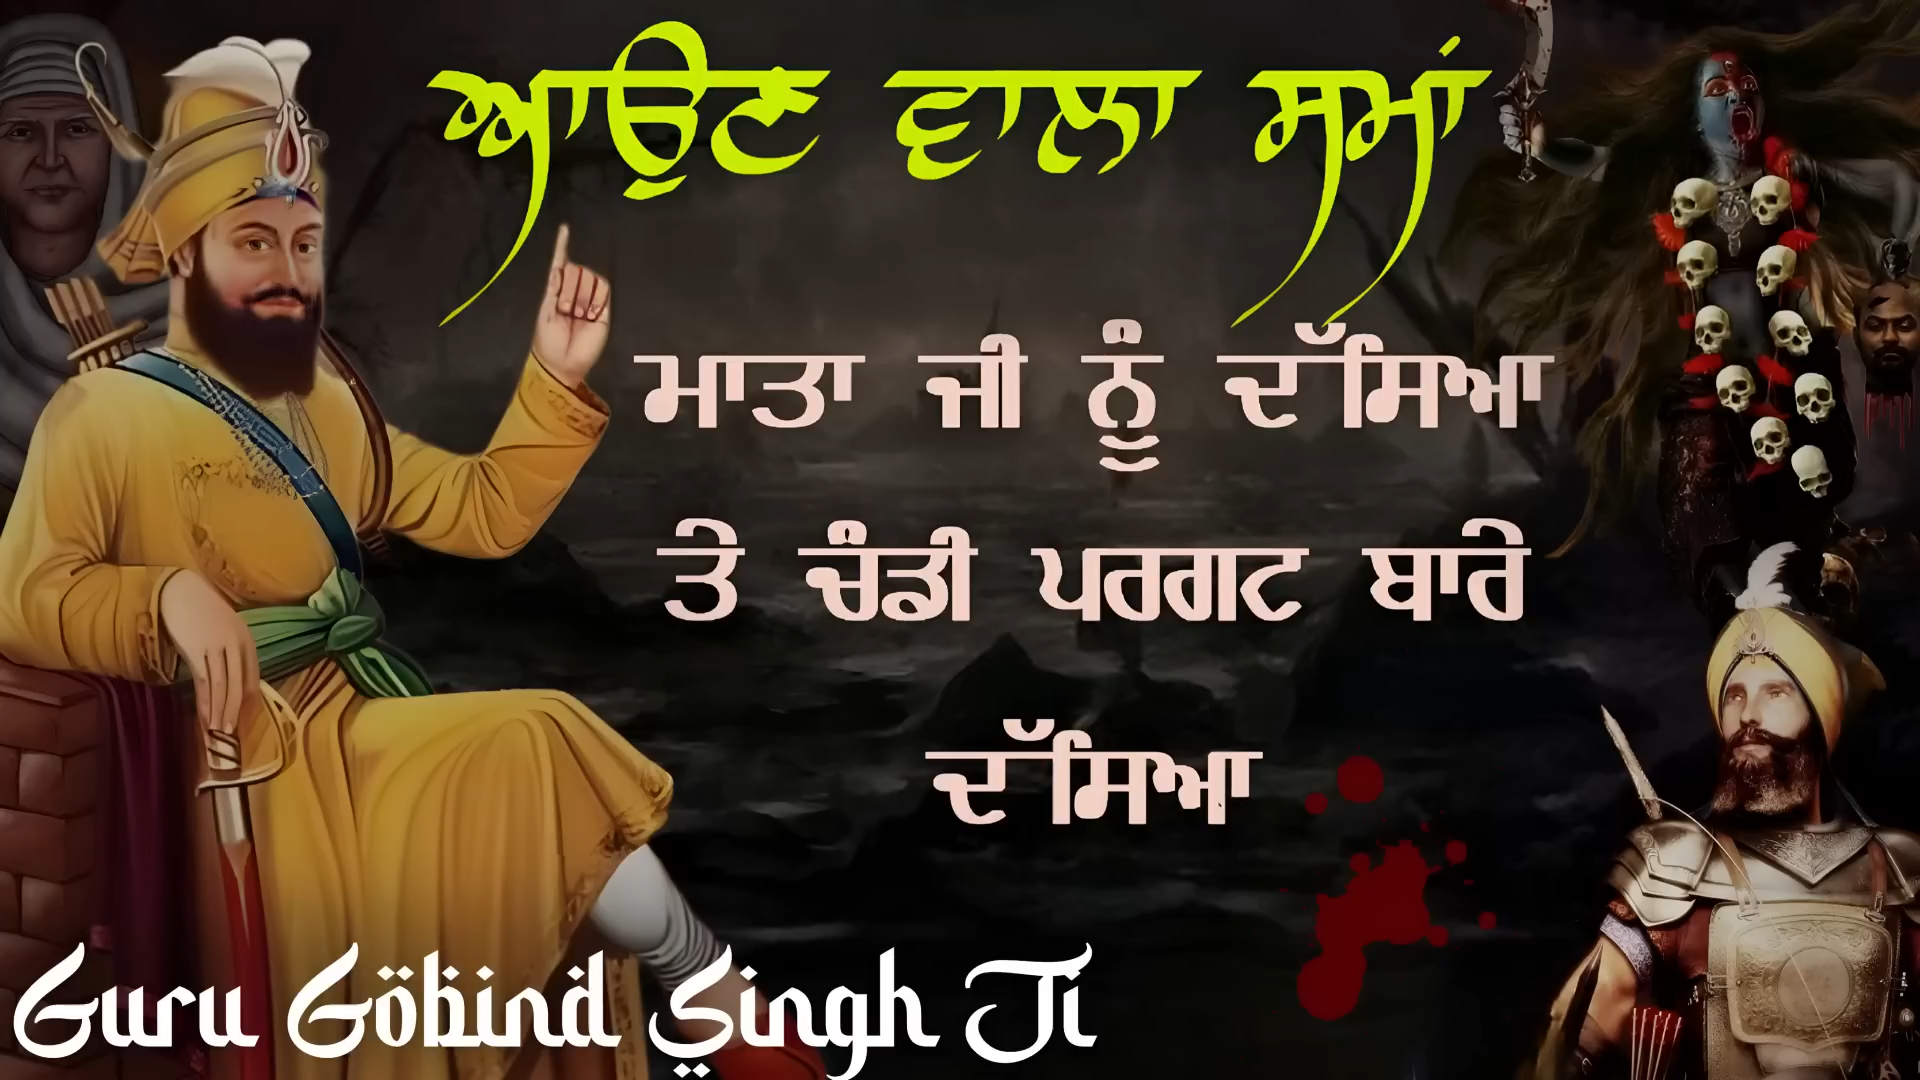 ਆਉਣ ਵਾਲਾ ਸਮਾਂ
ਮਾਤਾ ਜੀ ਨੂੰ ਦੱਸਿਆ
ਤੇ ਚੰਡੀ ਪਰਗਟ ਬਾਰੇ
ਦੱਸਿਆ
Guru Gobind Singh Ji